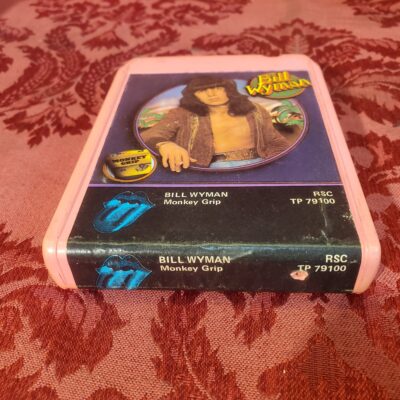 Bill
Wyman
MONKEY
GRIP
BILL WYMAN
Monkey Grip
RSC
TP 79100
BILL WYMAN
Monkey Grip
RSC
TP 79100